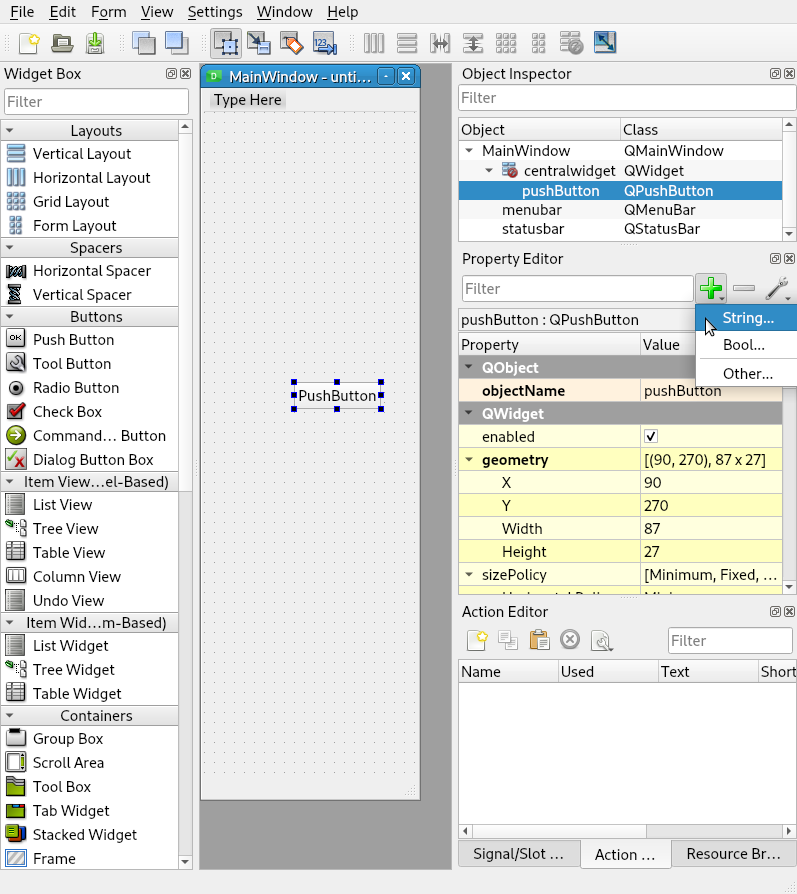 File Edit Form View Settings Window Help
Widget Box
Filter
Layouts
Vertical Layout
Horizontal Layout
Grid Layout
Form Layout
Spacers
Horizontal Spacer
Vertical Spacer
Buttons
Push Button
Tool Button
Radio Button
Check Box
Command... Button
Dialog Button Box
Item View...el-Based)
List View
Tree View
Table View
Column View
Undo View
Item Wid...m-Based)
List Widget
Tree Widget
Table Widget
Containers
Group Box
Scroll Area
Tool Box
Tab Widget
Stacked Widget
Frame
MainWindow - unti...
Type Here
PushButton
Object Inspector
Filter
Object Class
MainWindow QMainWindow
centralwidget QWidget
pushButton QPushButton
menubar QMenuBar
statusbar QStatusBar
Property Editor
Filter
String...
Bool...
Other...
pushButton : QPushButton
Property Value
QObject
objectName pushButton
QWidget
enabled
geometry [(90, 270), 87 x 27]
X 90
Y 270
Width 87
Height 27
sizePolicy [Minimum, Fixed, ...
Action Editor
Filter
Name Used Text Short
Signal/Slot ... Action ... Resource Br...